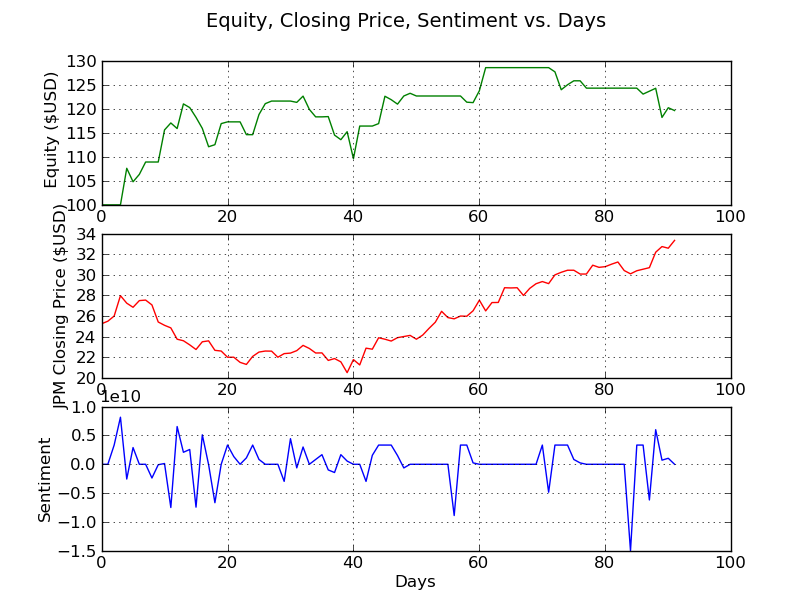 Equity, Closing Price, Sentiment vs. Days
Equity ($USD)
130
125
120
115
110
105
100
0 20 40 60 80 100
JPM Closing Price ($USD)
34
32
30
28
26
24
22
20
0 20 40 60 80 100
1e10
Sentiment
1.0
0.5
0.0
−0.5
−1.0
−1.5
0 20 40 60 80 100
Days